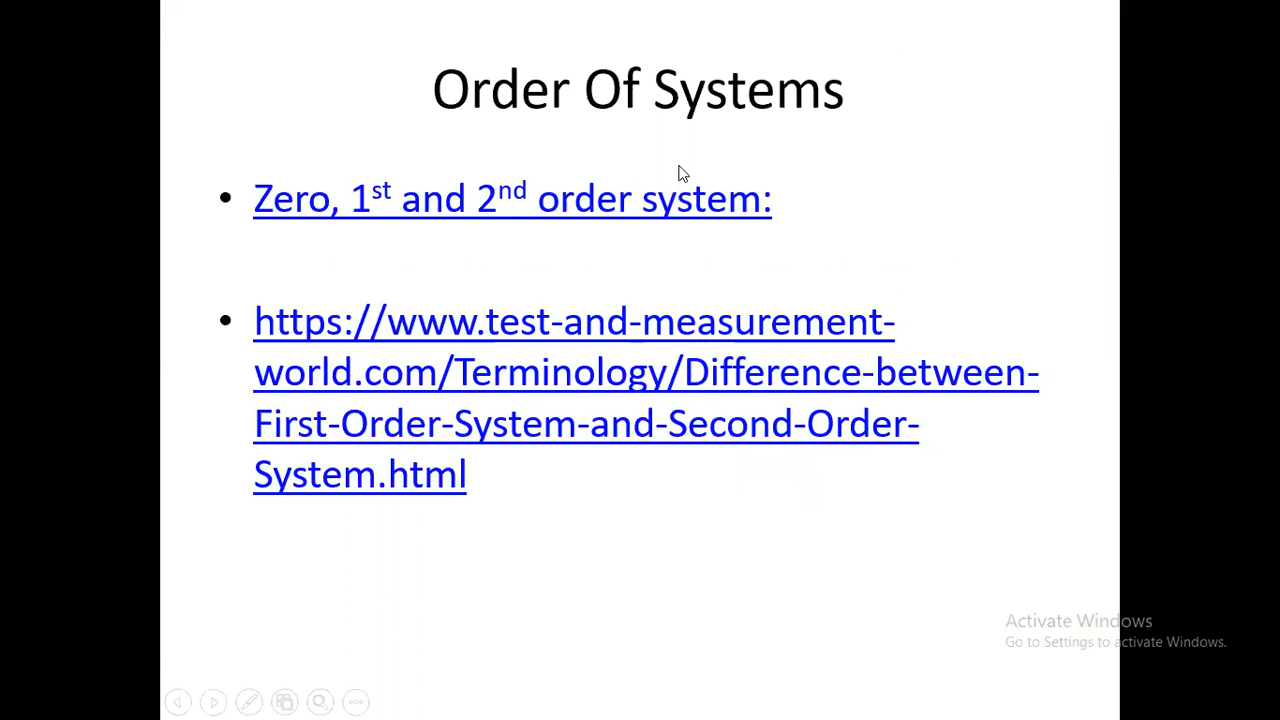 Order Of Systems
• Zero, 1st and 2nd order system:
• https://www.test-and-measurement-
world.com/Terminology/Difference-between-
First-Order-System-and-Second-Order-
System.html
Activate Windows
Go to Settings to activate Windows.